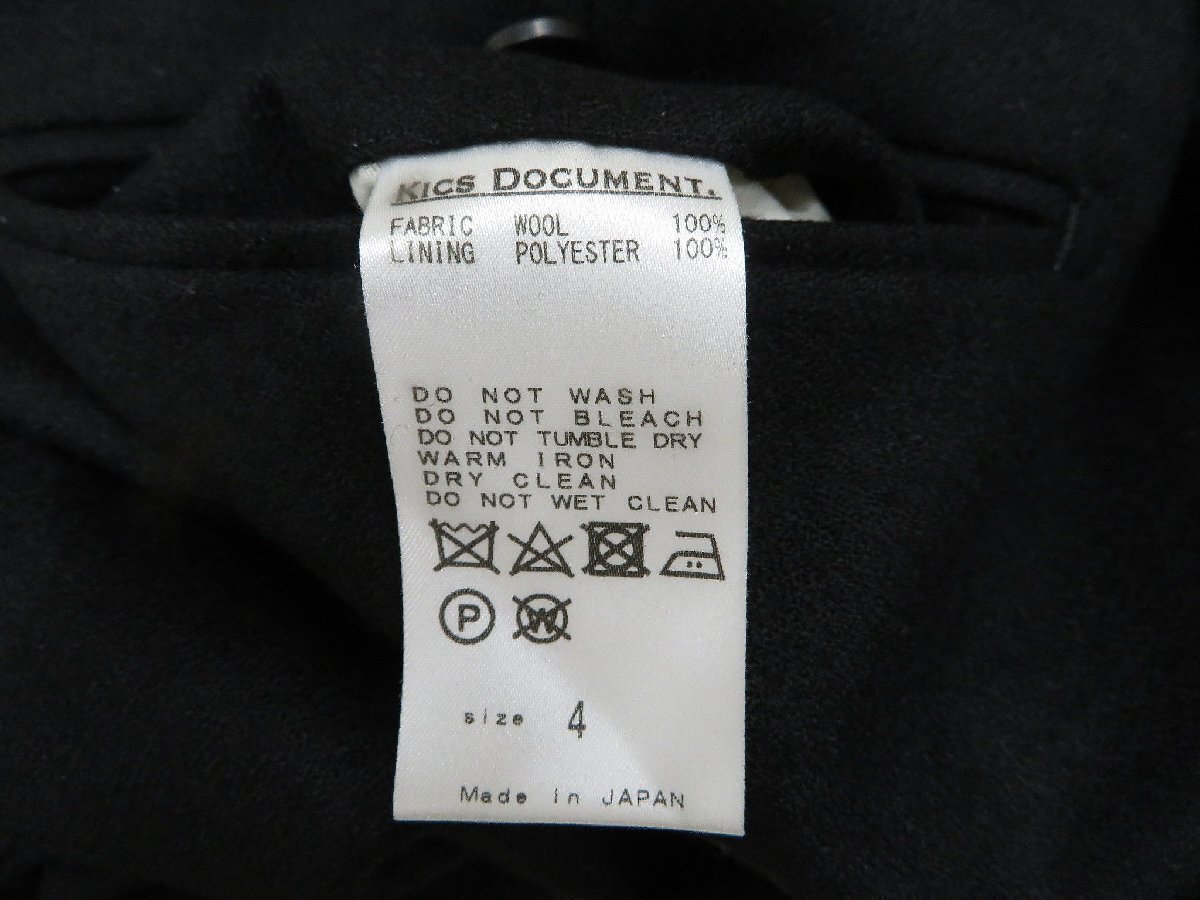 KICS DOCUMENT.
FABRIC WOOL 100%
LINING POLYESTER 100%
DO NOT WASH
DO NOT BLEACH
DO NOT TUMBLE DRY
WARM IRON
DRY CLEAN
DO NOT WET CLEAN
P W
size 4
Made in JAPAN